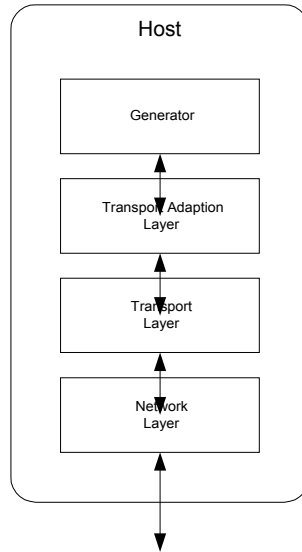 Host
Generator
Transport Adaption
Layer
Transport
Layer
Network
Layer